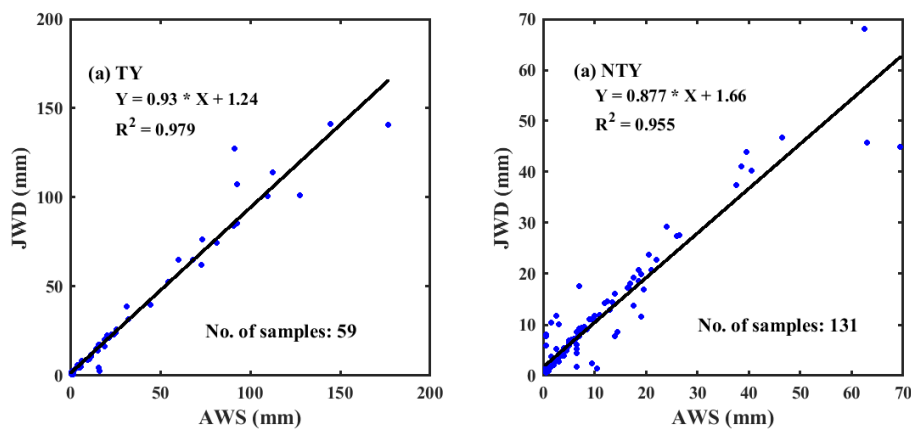 200
150
100
50
0
JWD (mm)
(a) TY
Y = 0.93 * X + 1.24
R² = 0.979
No. of samples: 59
0 50 100 150 200
AWS (mm)
70
60
50
40
30
20
10
0
JWD (mm)
(a) NTY
Y = 0.877 * X + 1.66
R² = 0.955
No. of samples: 131
0 10 20 30 40 50 60 70
AWS (mm)